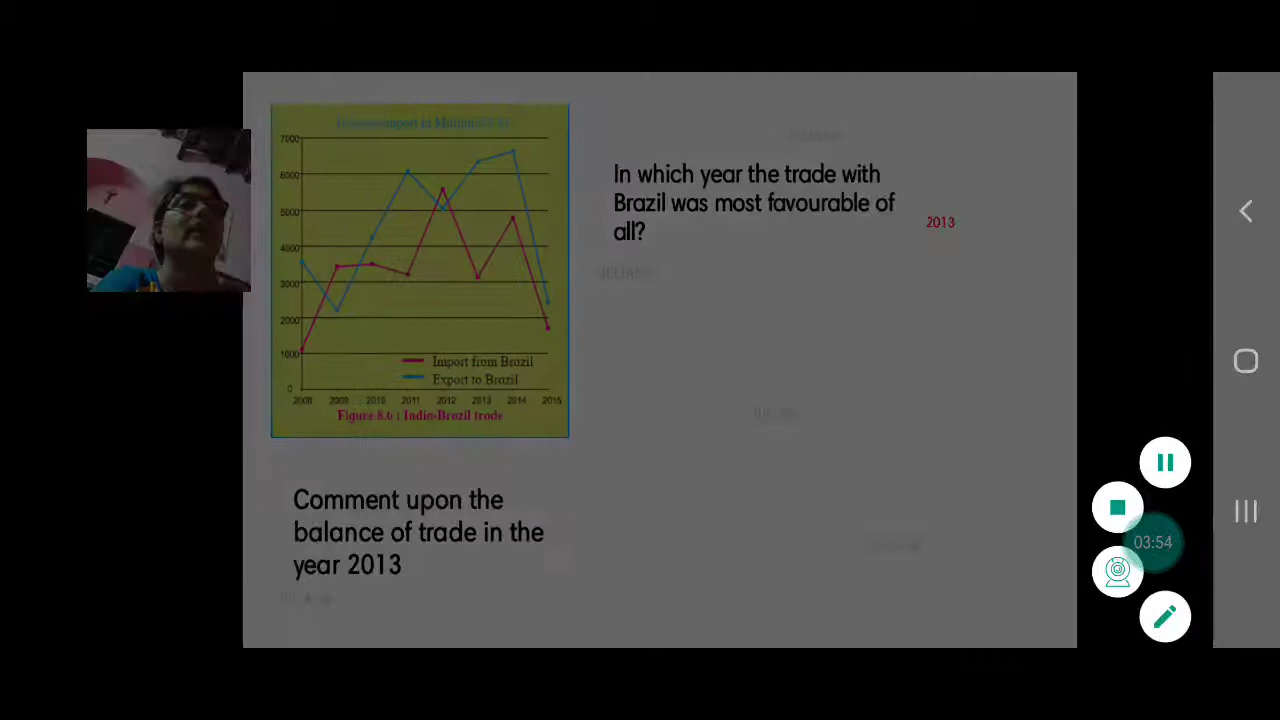 7000
6000
5000
4000
3000
2000
1000
0
Import from Brazil
Export to Brazil
2008 2009 2010 2011 2012 2013 2014 2015
Figure 8.6 : India-Brazil trade
In which year the trade with
Brazil was most favourable of
all?
2013
Comment upon the
balance of trade in the
year 2013
03:54